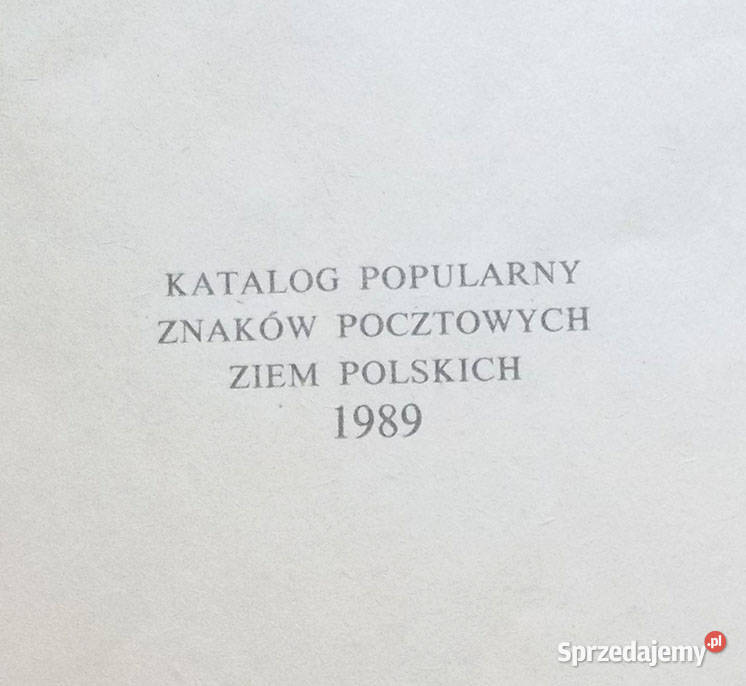 KATALOG POPULARNY
ZNAKÓW POCZTOWYCH
ZIEM POLSKICH
1989
Sprzedajemy.pl